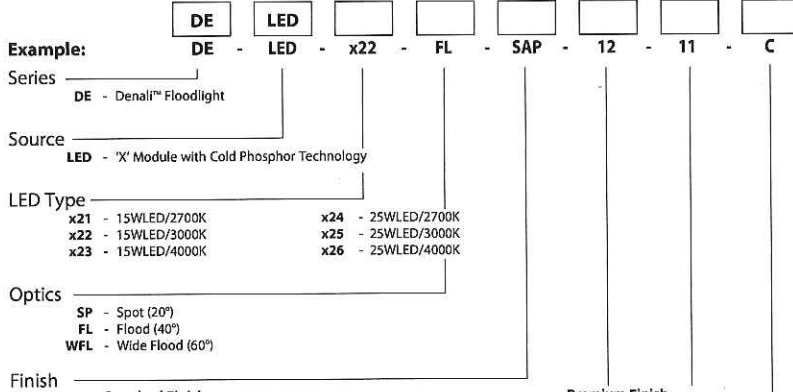 DE LED
Example: DE - LED - x22 - FL - SAP - 12 - 11 - C
Series
DE - Denali™ Floodlight
Source
LED - 'X' Module with Cold Phosphor Technology
LED Type
x21 - 15WLED/2700K x24 - 25WLED/2700K
x22 - 15WLED/3000K x25 - 25WLED/3000K
x23 - 15WLED/4000K x26 - 25WLED/4000K
Optics
SP - Spot (20°)
FL - Flood (40°)
WFL - Wide Flood (60°)
Finish
Premium Finish